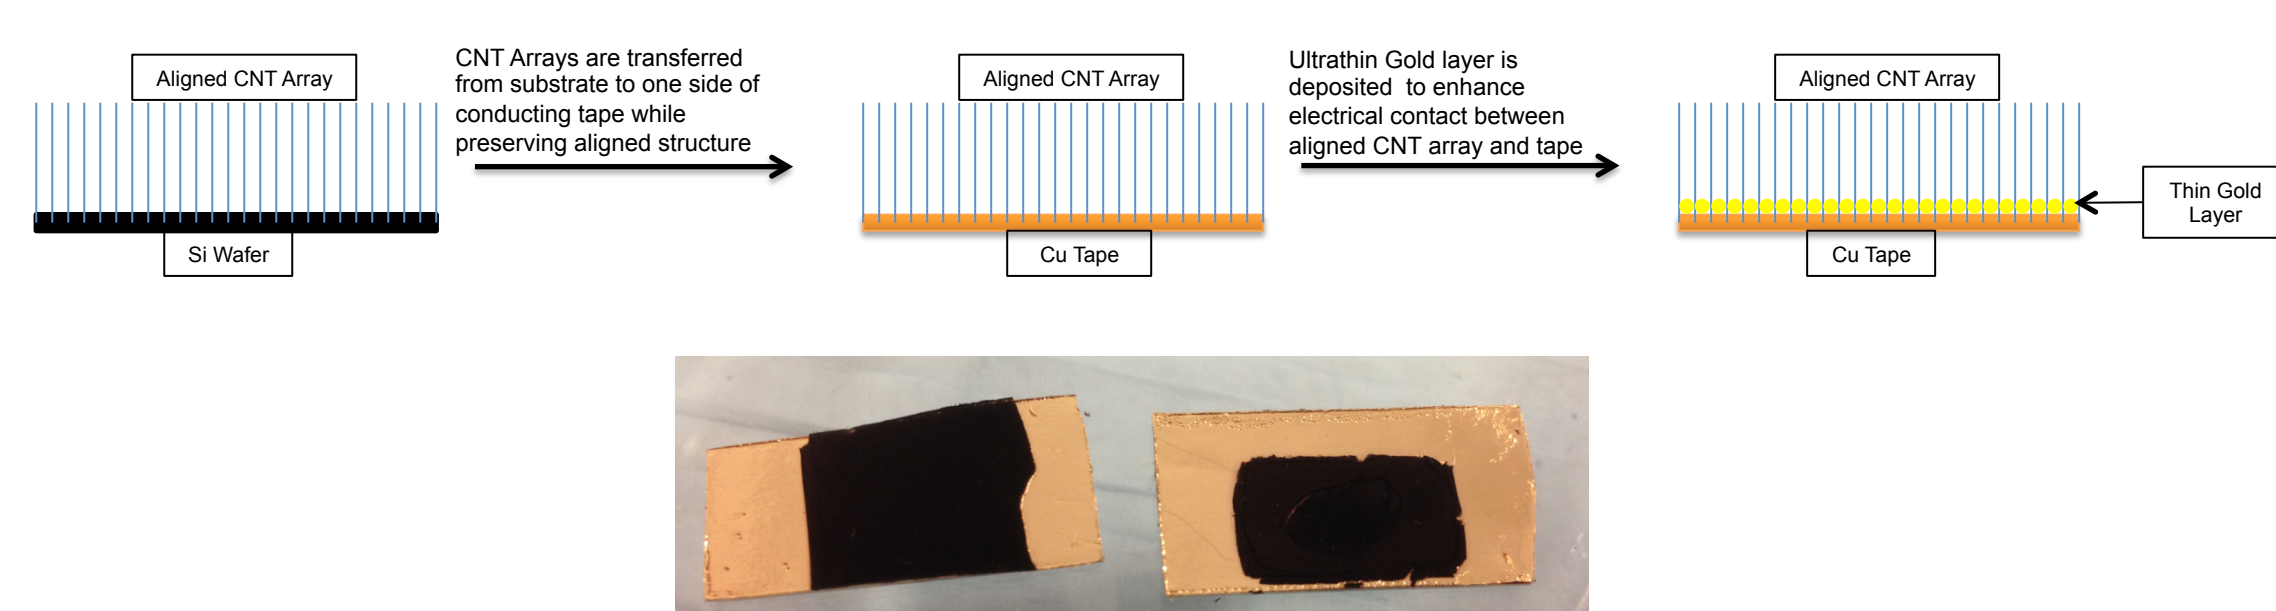 Aligned CNT Array
Si Wafer
CNT Arrays are transferred
from substrate to one side of
conducting tape while
preserving aligned structure
Aligned CNT Array
Cu Tape
Ultrathin Gold layer is
deposited to enhance
electrical contact between
aligned CNT array and tape
Aligned CNT Array
Cu Tape
Thin Gold
Layer